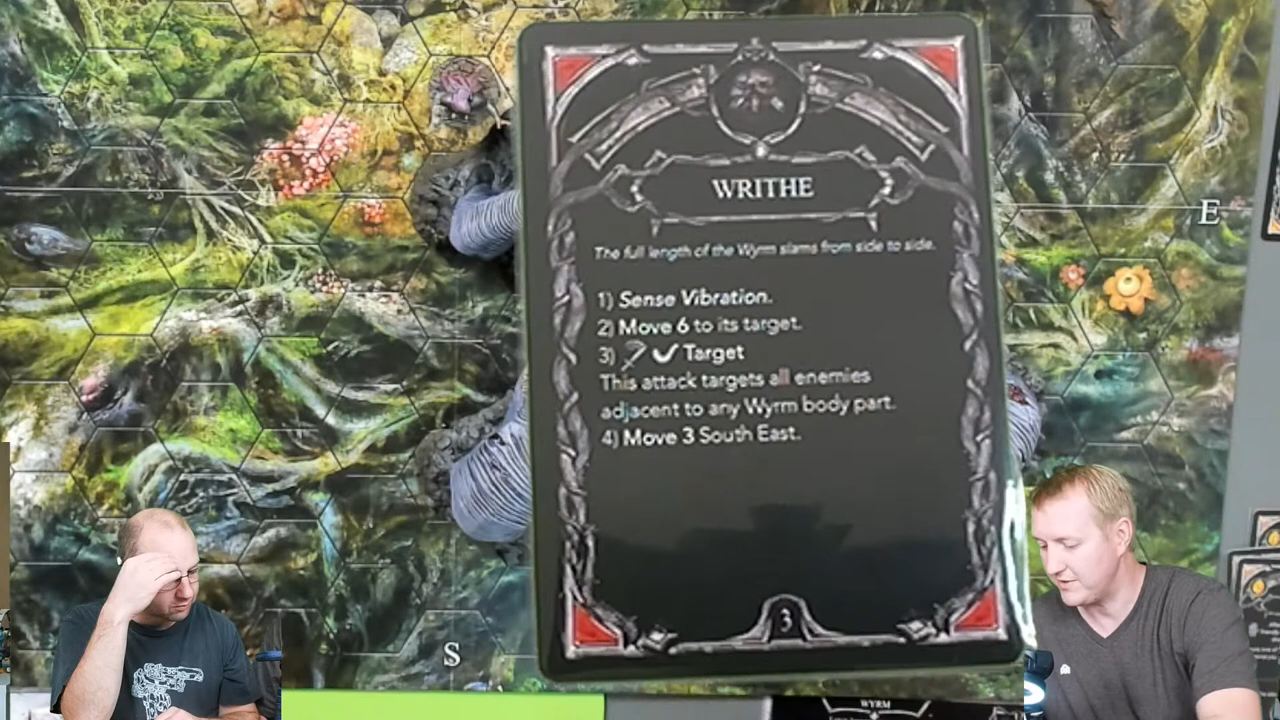 WRITHE
The full length of the Wyrm slams from side to side.
E
1) Sense Vibration.
2) Move 6 to its target.
3) Target
This attack targets all enemies
adjacent to any Wyrm body part.
4) Move 3 South East.
3
S
WYRM